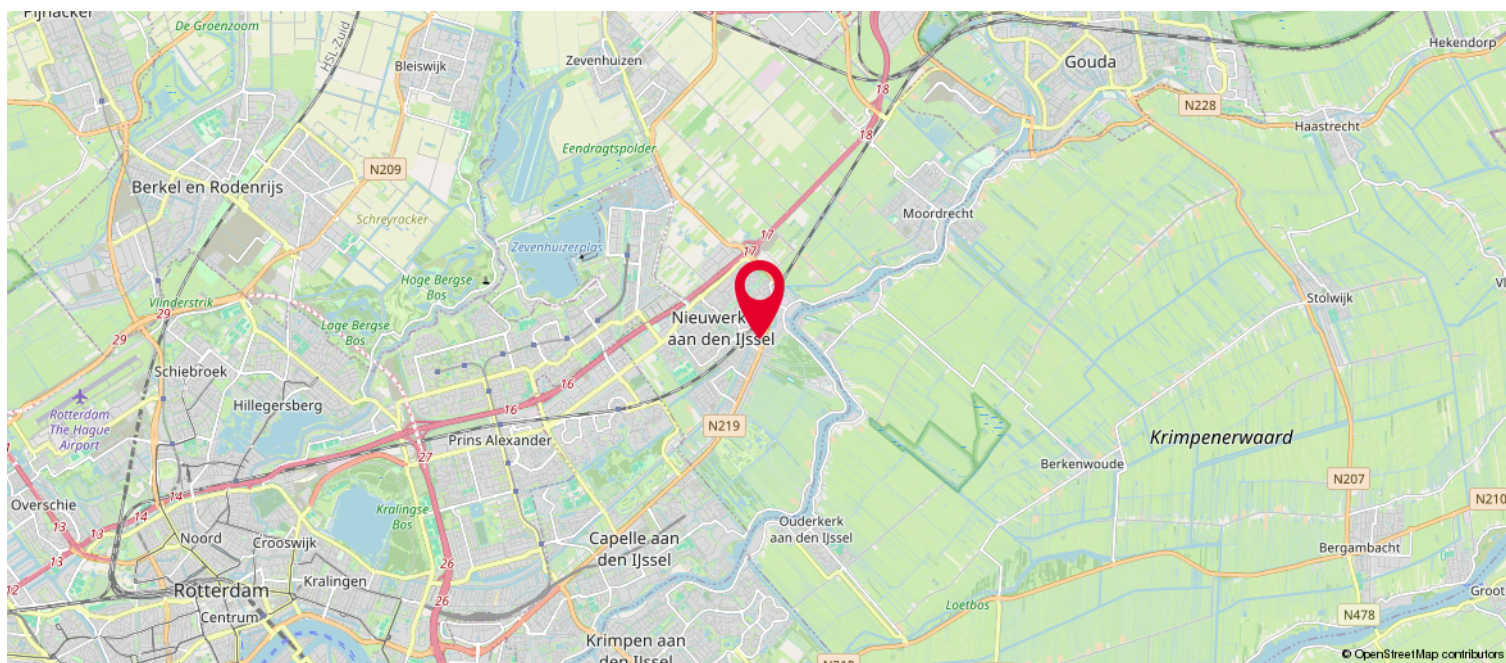 Pijnacker
De Groenzoom
HSL-Zuid
Bleiswijk
Zevenhuizen
18
Gouda
Hekendorp
N228
Haastrecht
18
Eendragtspolder
N209
Berkel en Rodenrijs
Schreyracker
Moordrecht
17
17
Zevenhuizerplas
Hoge Bergse
Bos
Vlinderstrik
29
29
Lage Bergse
Bos
Stolwijk
Nieuwerk
aan den IJssel
Schiebroek
Hillegersberg
16
16
Rotterdam
The Hague
Airport
N219
Prins Alexander
27
Krimpenerwaard
Berkenwoude
N207
N210
14
14
13
13
13
12
Overschie
Kralingse
Bos
Noord
Crooswijk
Capelle aan
den IJssel
Ouderkerk
aan den IJssel
Bergambacht
26
26
Kralingen
Rotterdam
Centrum
Loetbos
Groot
N478
Krimpen aan
den IJssel
N210
© OpenStreetMap contributors